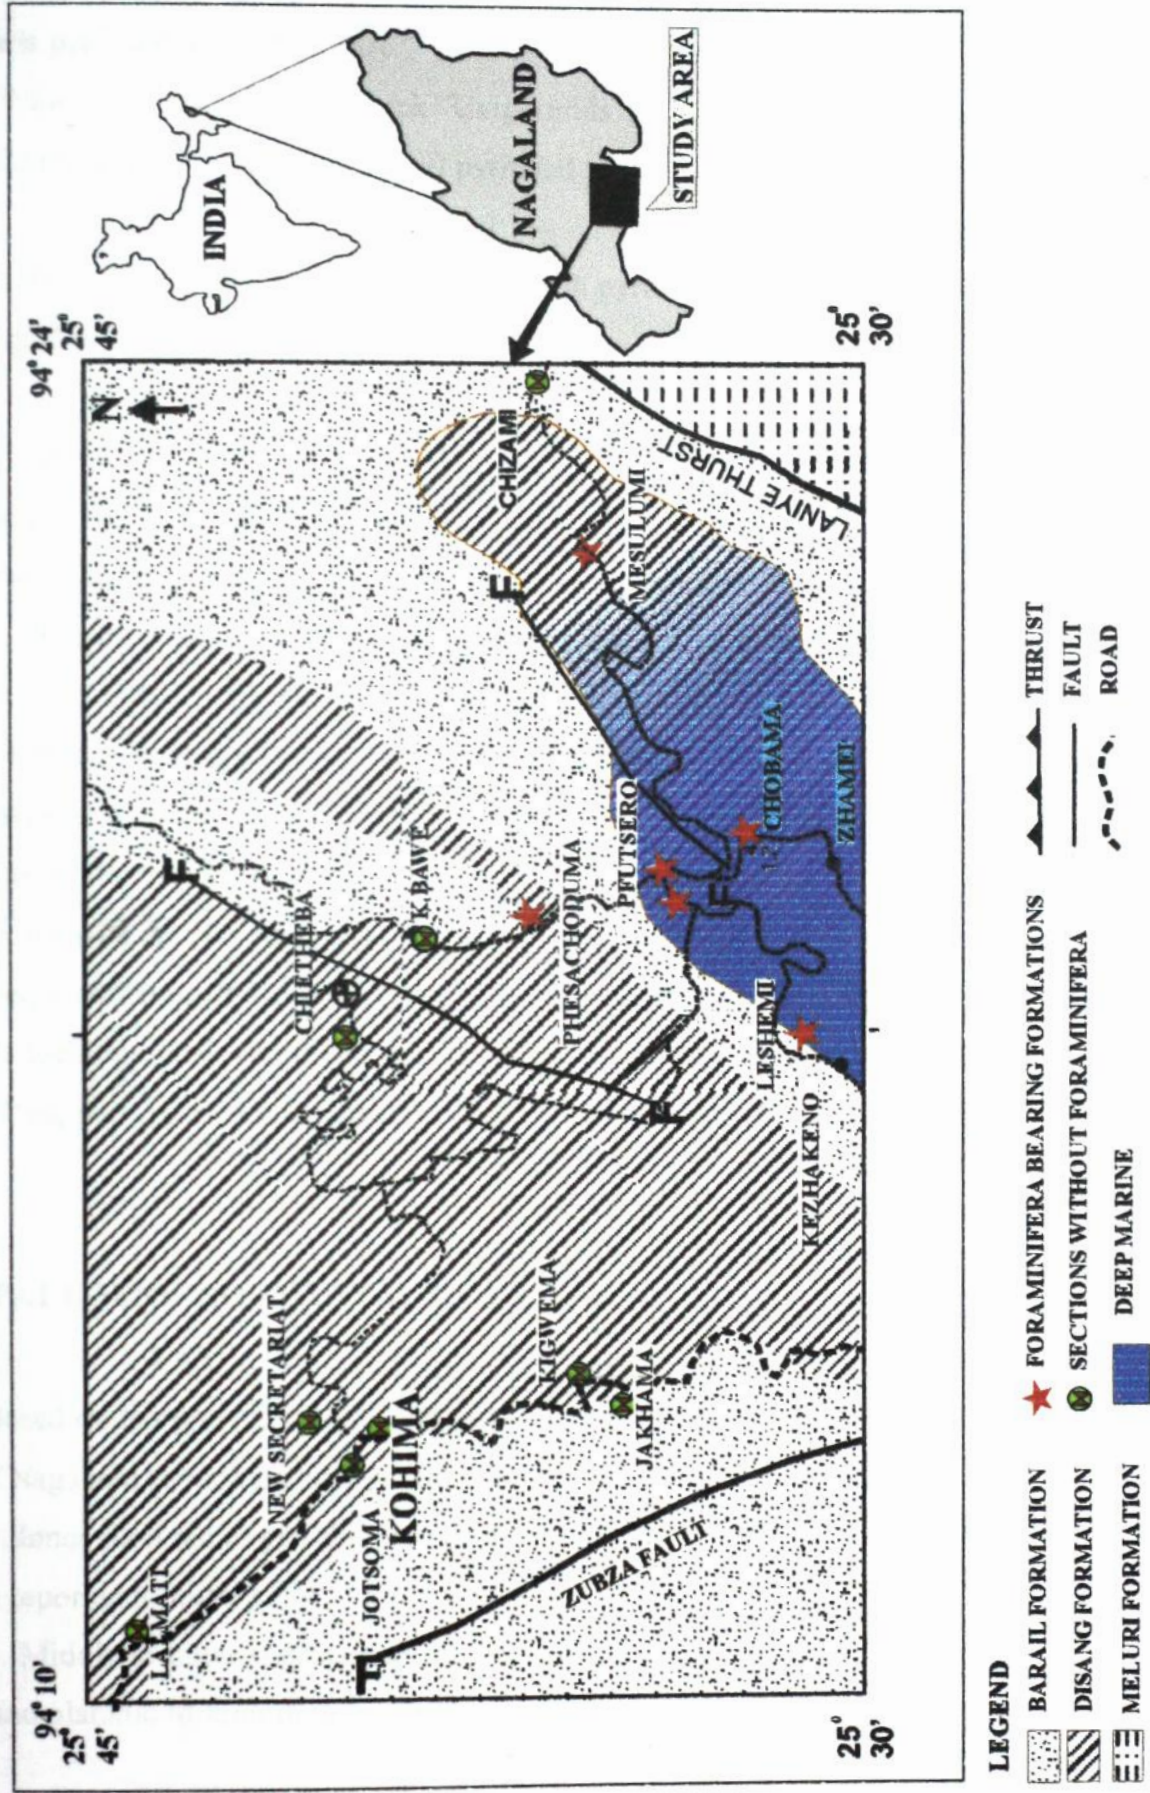 94° 10'
94° 24'
25° 45'
25° 45'
N
INDIA
NAGALAND
STUDY AREA
LALMATI
NEW SECRETARIAT
JOTSOMA
KOHIMA
F
KIGWEMA
JAKHAMA
ZUBZA FAULT
CHETHEBA
F
K.BAWE
PHESACHODUMA
F
PFUTSERO
F
CHOBAMA
ZHAMEI
LESHEMI
KEZHAKENO
F
CHIZAMI
MESULUMI
LANIYE THURST
25° 30'
25° 30'
LEGEND
BARAIL FORMATION
FORAMINIFERA BEARING FORMATIONS
THRUST
DISANG FORMATION
SECTIONS WITHOUT FORAMINIFERA
FAULT
MELURI FORMATION
DEEP MARINE
ROAD